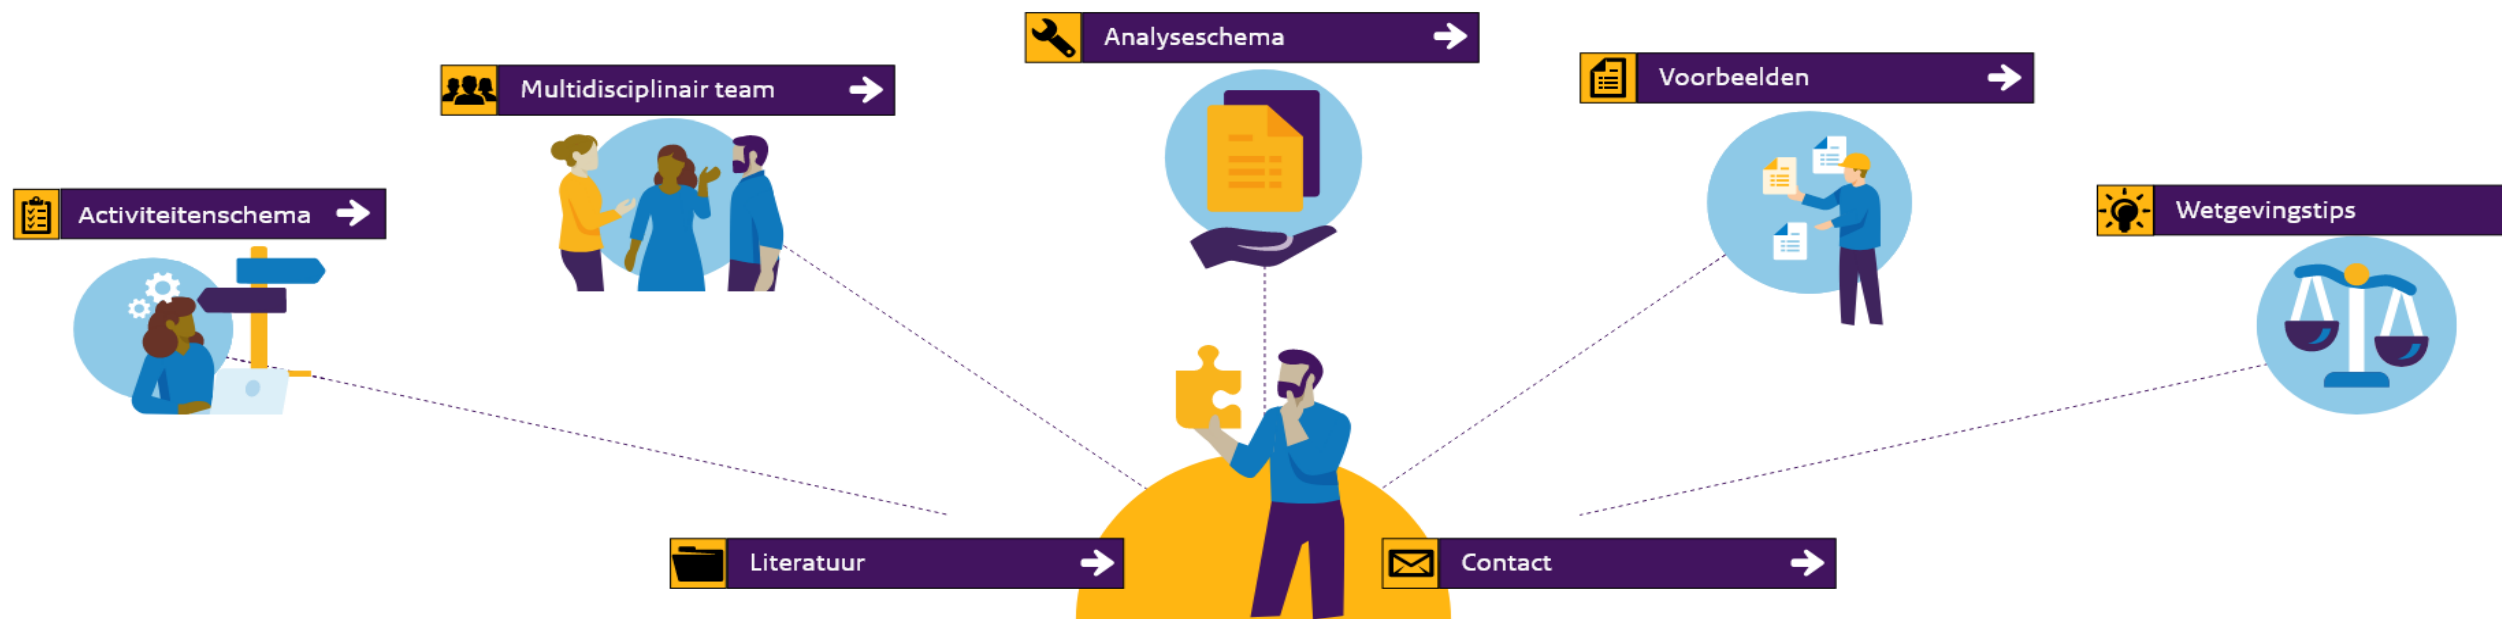 Activiteitenschema
Multidisciplinair team
Analyseschema
Voorbeelden
Wetgevingstips
Literatuur
Contact